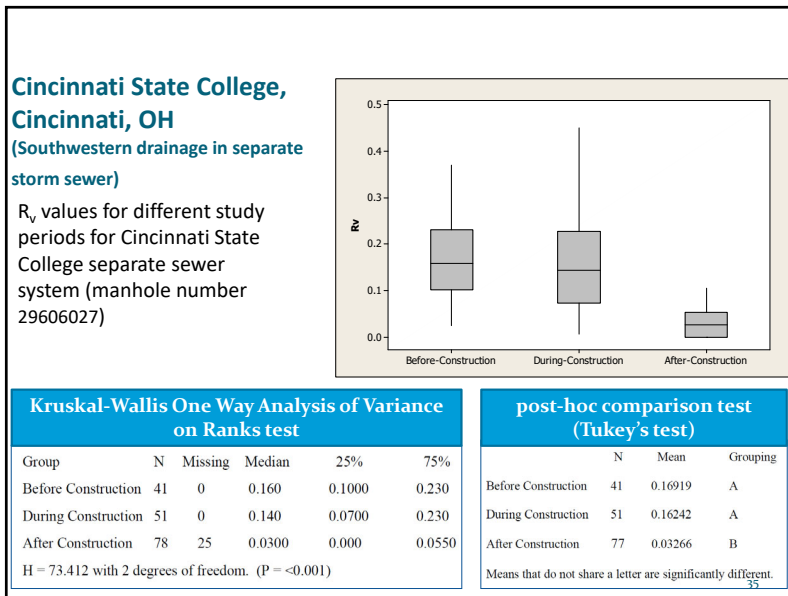 Cincinnati State College,
Cincinnati, OH
(Southwestern drainage in separate
storm sewer)
Rv values for different study
periods for Cincinnati State
College separate sewer
system (manhole number
29606027)
0.5
0.4
0.3
0.2
0.1
0.0
Rv
Before-Construction During-Construction After-Construction
Kruskal-Wallis One Way Analysis of Variance
on Ranks test
Group N Missing Median 25% 75%
Before Construction 41 0 0.160 0.1000 0.230
During Construction 51 0 0.140 0.0700 0.230
After Construction 78 25 0.0300 0.000 0.0550
H = 73.412 with 2 degrees of freedom. (P = <0.001)
post-hoc comparison test
(Tukey's test)
N Mean Grouping
Before Construction 41 0.16919 A
During Construction 51 0.16242 A
After Construction 77 0.03266 B
Means that do not share a letter are significantly different.
35